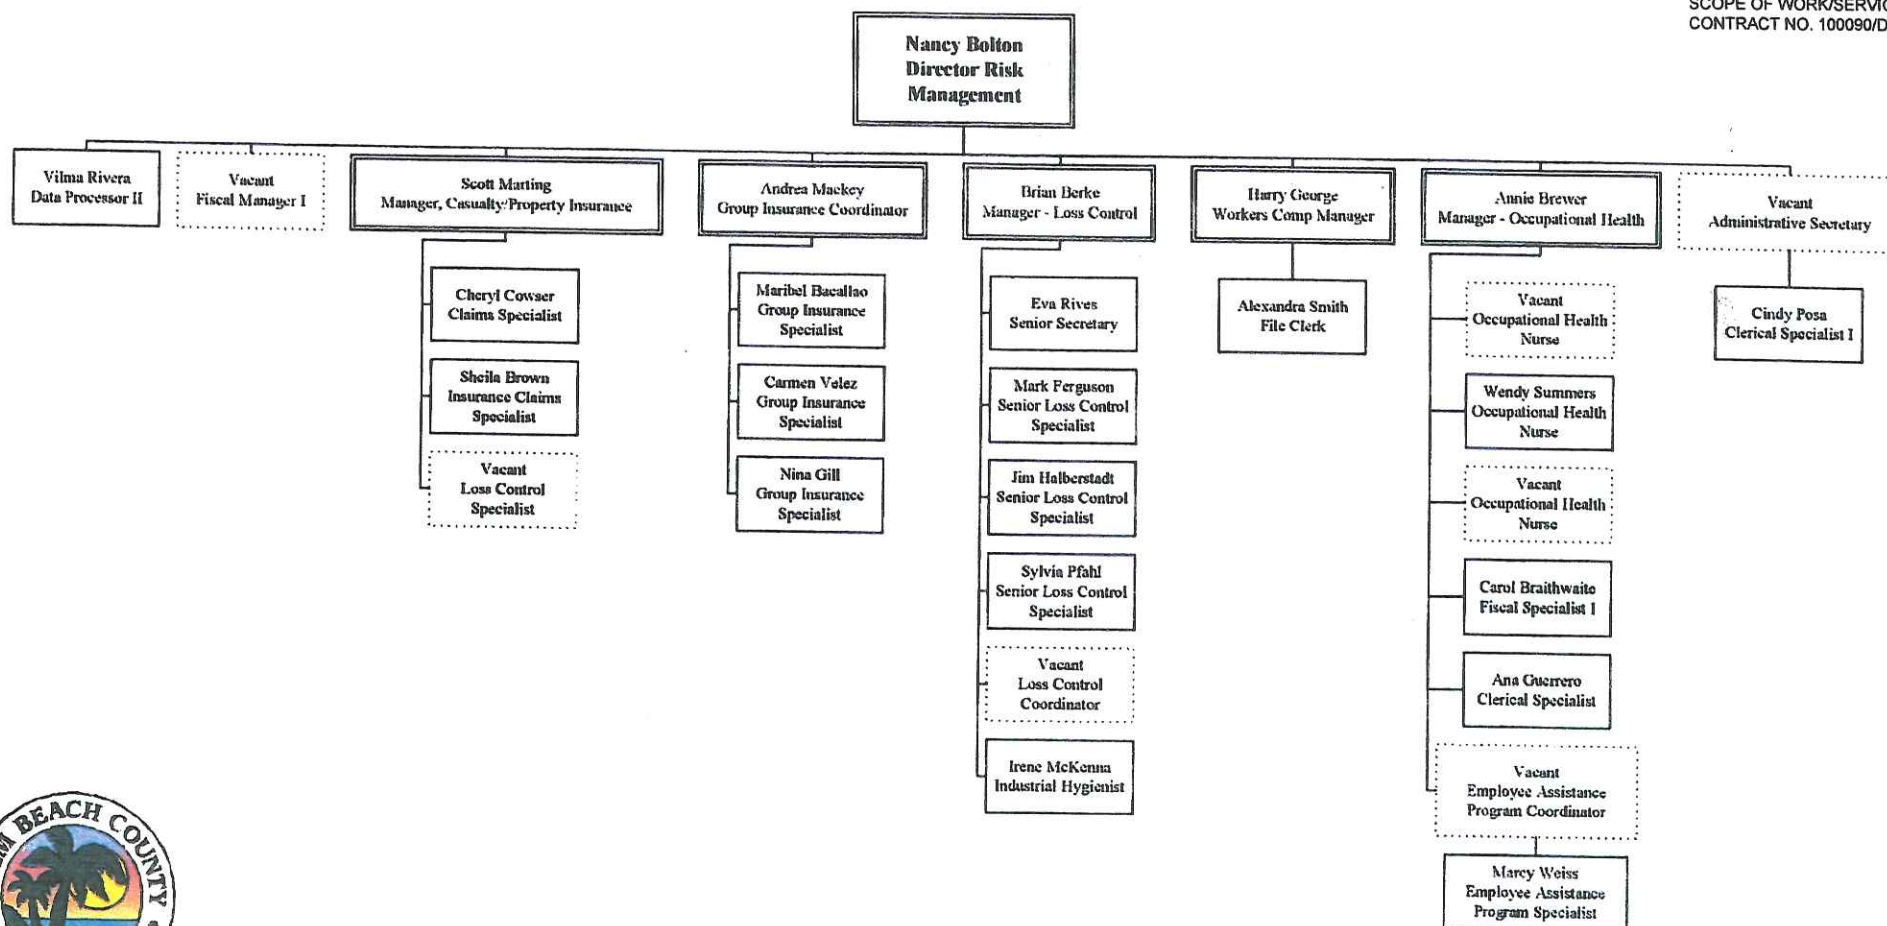 SCOPE OF WORK/SERVIC
CONTRACT NO. 100090/D
Nancy Bolton
Director Risk
Management
Vilma Rivera
Data Processor II
Vacant
Fiscal Manager I
Scott Marting
Manager, Casualty/Property Insurance
Andrea Mackey
Group Insurance Coordinator
Brian Berke
Manager - Loss Control
Harry George
Workers Comp Manager
Annie Brewer
Manager - Occupational Health
Vacant
Administrative Secretary
Cheryl Cowser
Claims Specialist
Sheila Brown
Insurance Claims
Specialist
Vacant
Loss Control
Specialist
Maribel Bacallao
Group Insurance
Specialist
Carmen Velez
Group Insurance
Specialist
Nina Gill
Group Insurance
Specialist
Eva Rives
Senior Secretary
Mark Ferguson
Senior Loss Control
Specialist
Jim Halberstadt
Senior Loss Control
Specialist
Sylvia Pfahl
Senior Loss Control
Specialist
Vacant
Loss Control
Coordinator
Irene McKenna
Industrial Hygienist
Alexandra Smith
File Clerk
Vacant
Occupational Health
Nurse
Wendy Summers
Occupational Health
Nurse
Vacant
Occupational Health
Nurse
Carol Braithwaite
Fiscal Specialist I
Ana Guerrero
Clerical Specialist
Vacant
Employee Assistance
Program Coordinator
Marcy Weiss
Employee Assistance
Program Specialist
Cindy Posa
Clerical Specialist I
M BEACH COUNTY